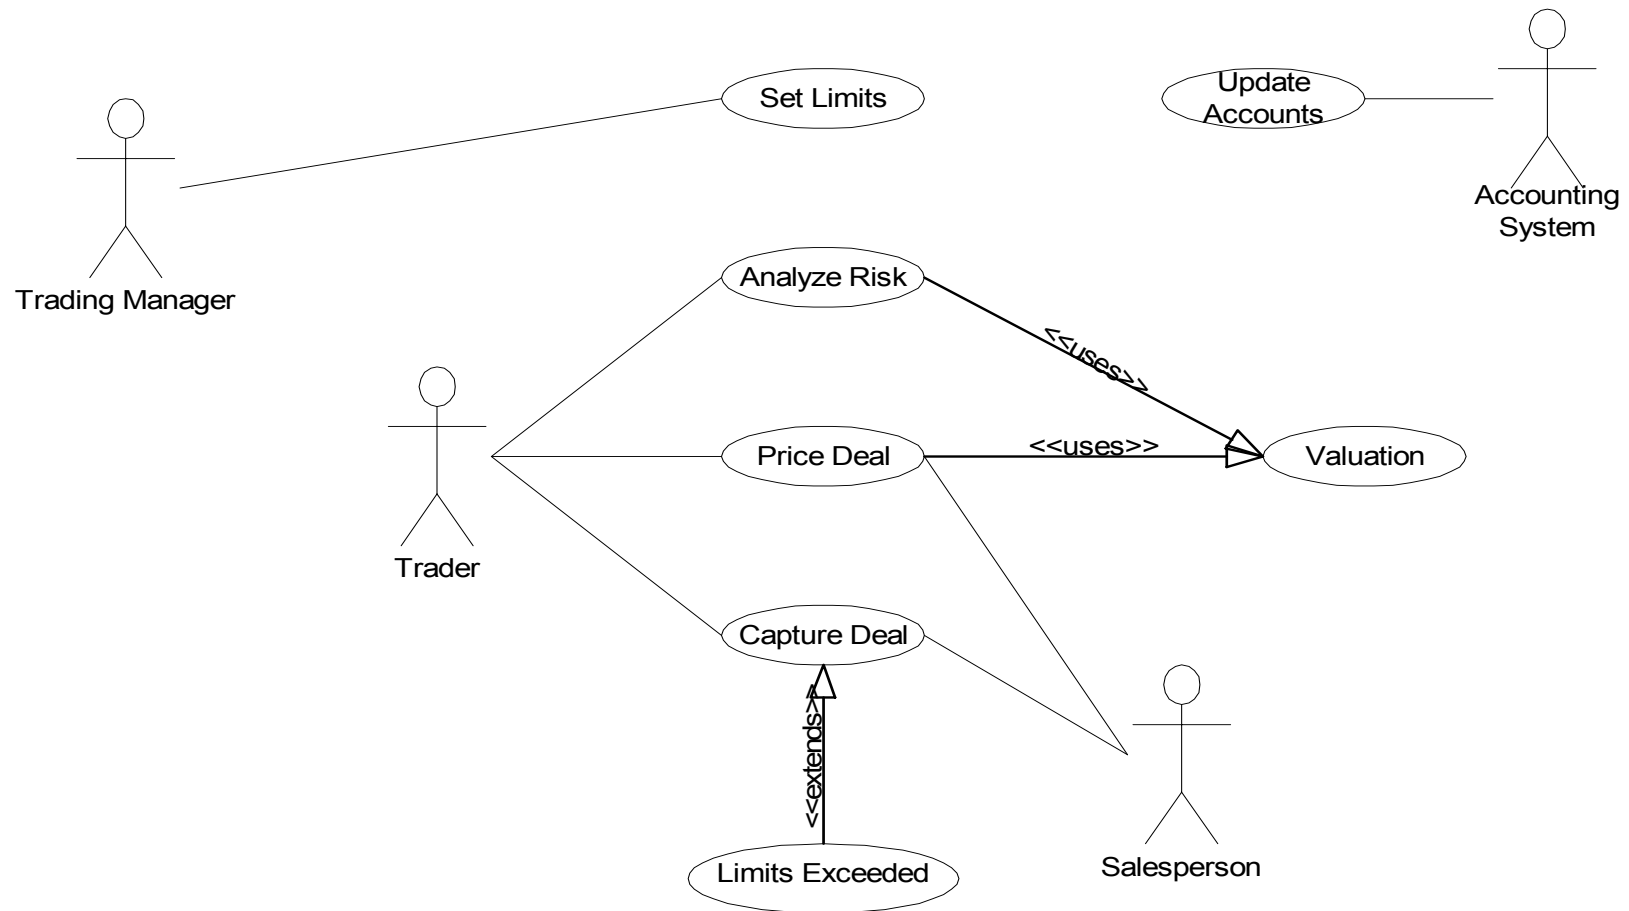 Set Limits
Update
Accounts
Accounting
System
Trading Manager
Analyze Risk
<<uses>>
Price Deal
<<uses>>
Valuation
Trader
Capture Deal
<<extends>>
Limits Exceeded
Salesperson